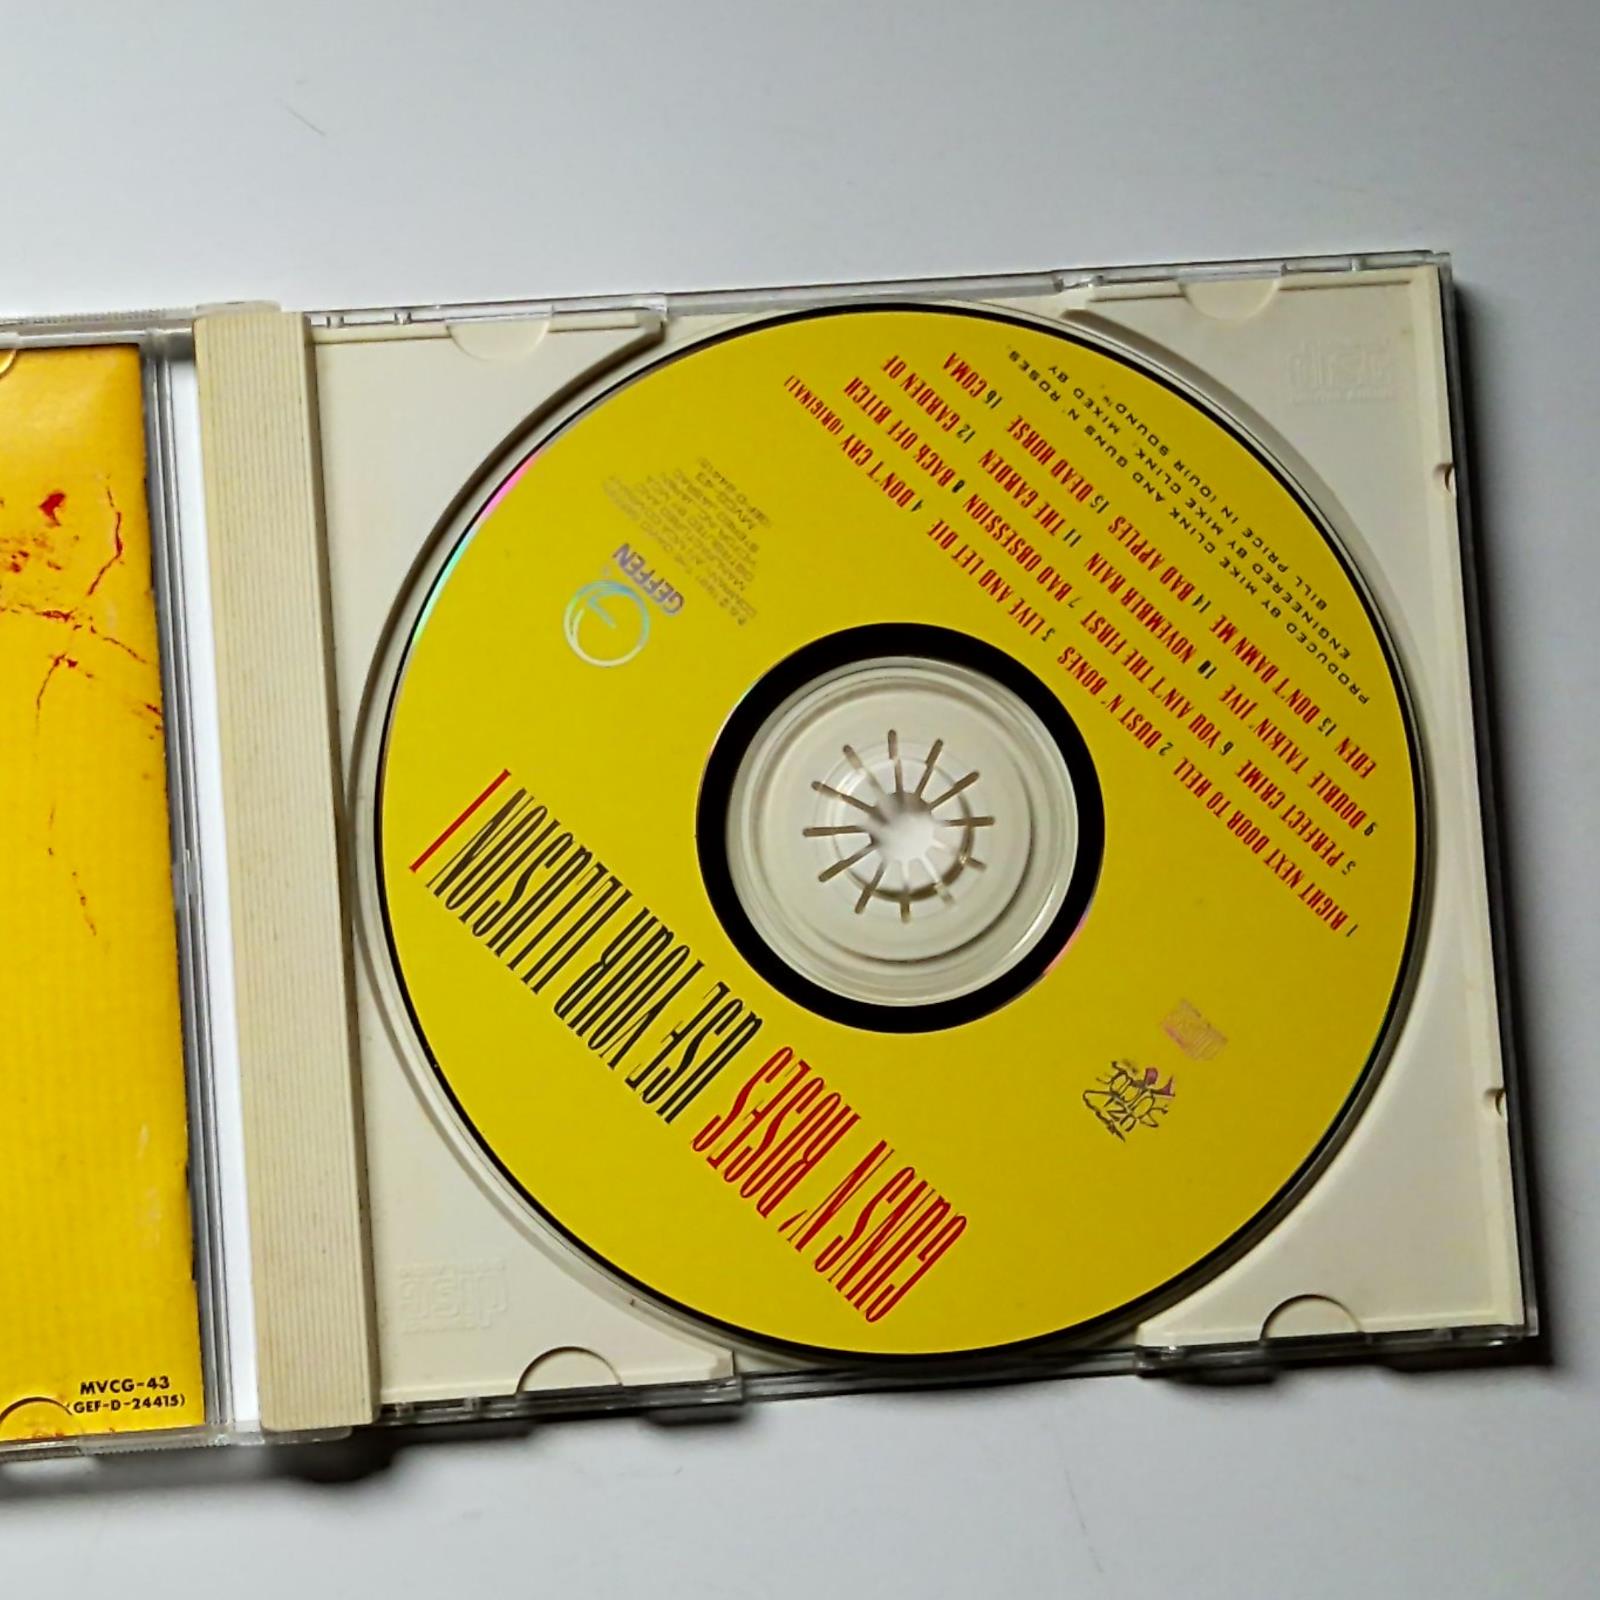 GUNS N' ROSES USE YOUR ILLUSION I
1 RIGHT NEXT DOOR TO HELL 2 DUST N' BONES 3 LIVE AND LET DIE 4 DON'T CRY (ORIGINAL)
5 PERFECT CRIME 6 YOU AIN'T THE FIRST 7 BAD OBSESSION 8 BACK OFF BITCH
9 DOUBLE TALKIN' JIVE 10 NOVEMBER RAIN 11 THE GARDEN 12 GARDEN OF
EDEN 13 DON'T DAMN ME 14 BAD APPLES 15 DEAD HORSE 16 COMA
PRODUCED BY MIKE CLINK AND GUNS N' ROSES;
ENGINEERED BY MIKE CLINK; MIXED BY
BILL PRICE
GEFFEN
MVCG-43
(GEF-D-24415)